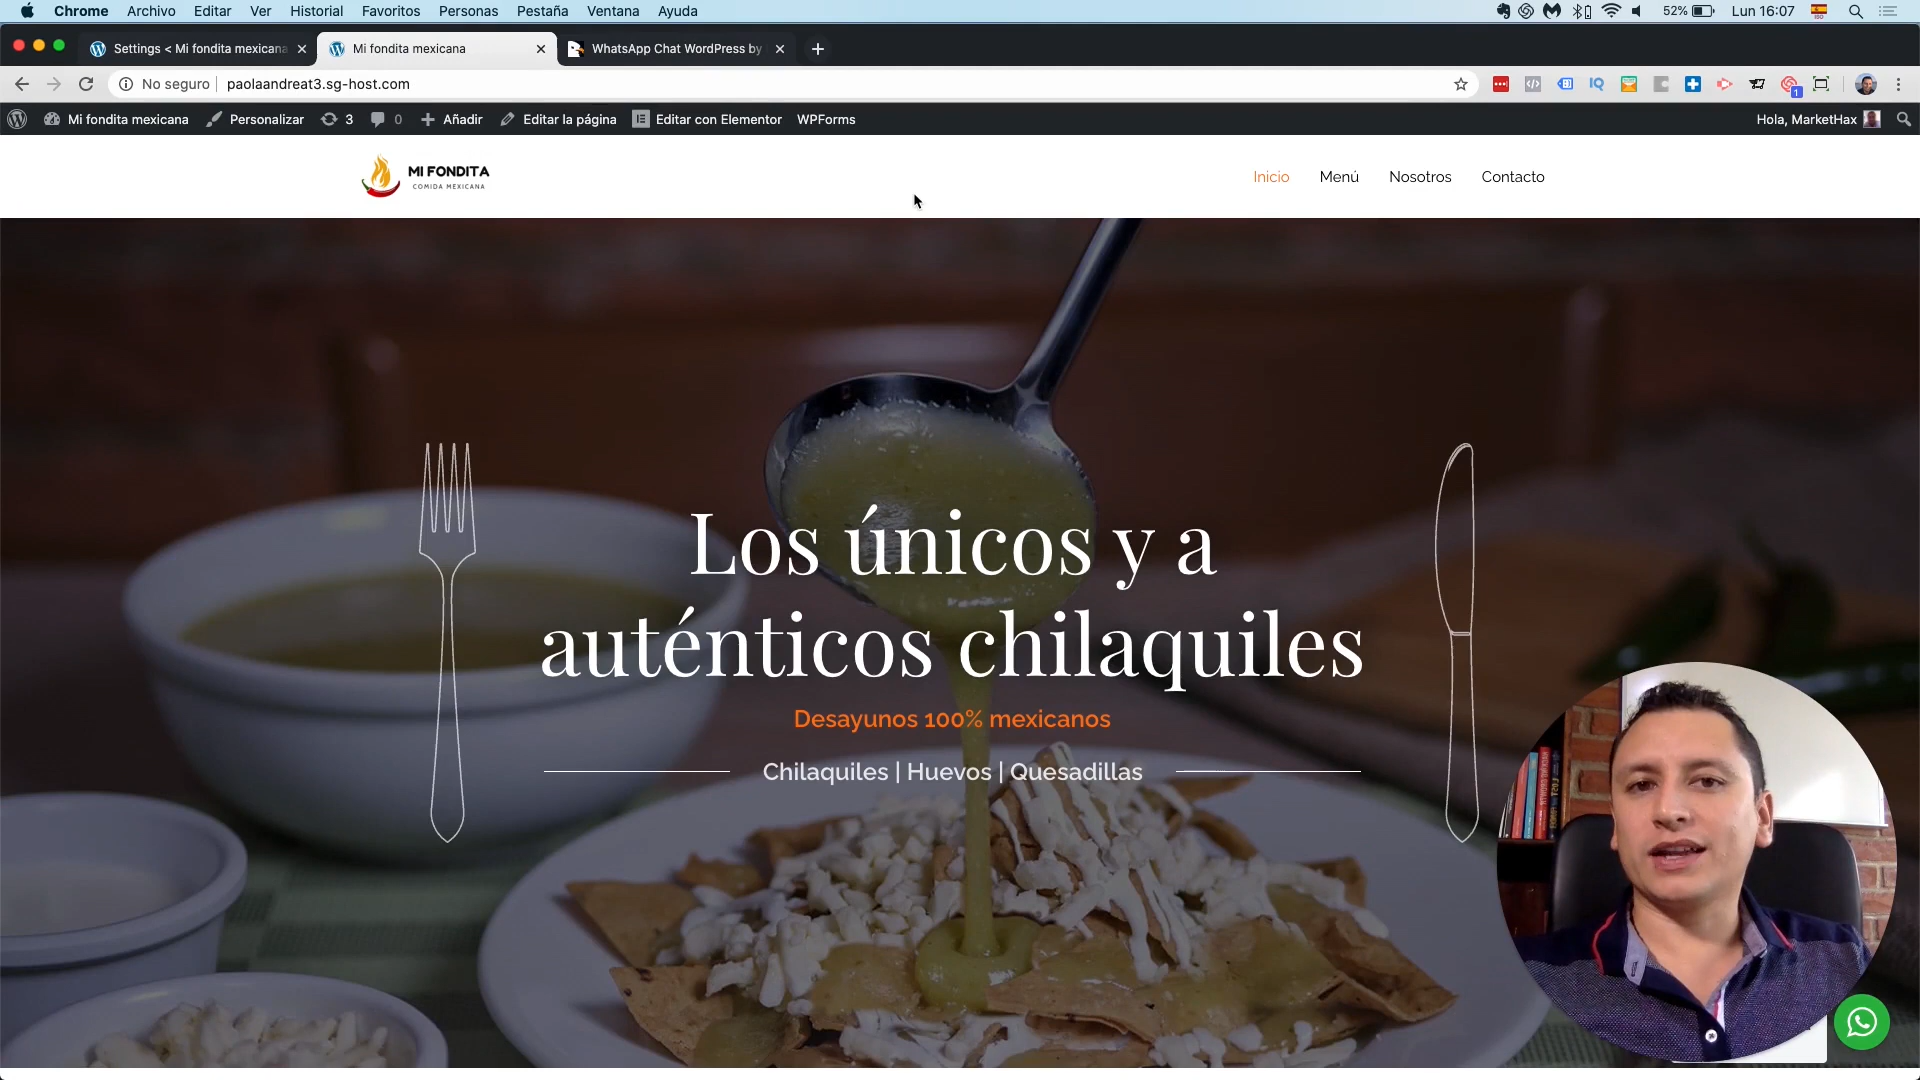 Chrome Archivo Editar Ver Historial Favoritos Personas Pestaña Ventana Ayuda
52% Lun 16:07
Settings < Mi fondita mexicana
Mi fondita mexicana
WhatsApp Chat WordPress by
No seguro paolaandreat3.sg-host.com
Mi fondita mexicana Personalizar 3 0 Añadir Editar la página Editar con Elementor WPForms
Hola, MarketHax
MI FONDITA
COMIDA MEXICANA
Inicio Menú Nosotros Contacto
Los únicos y a
auténticos chilaquiles
Desayunos 100% mexicanos
Chilaquiles | Huevos | Quesadillas